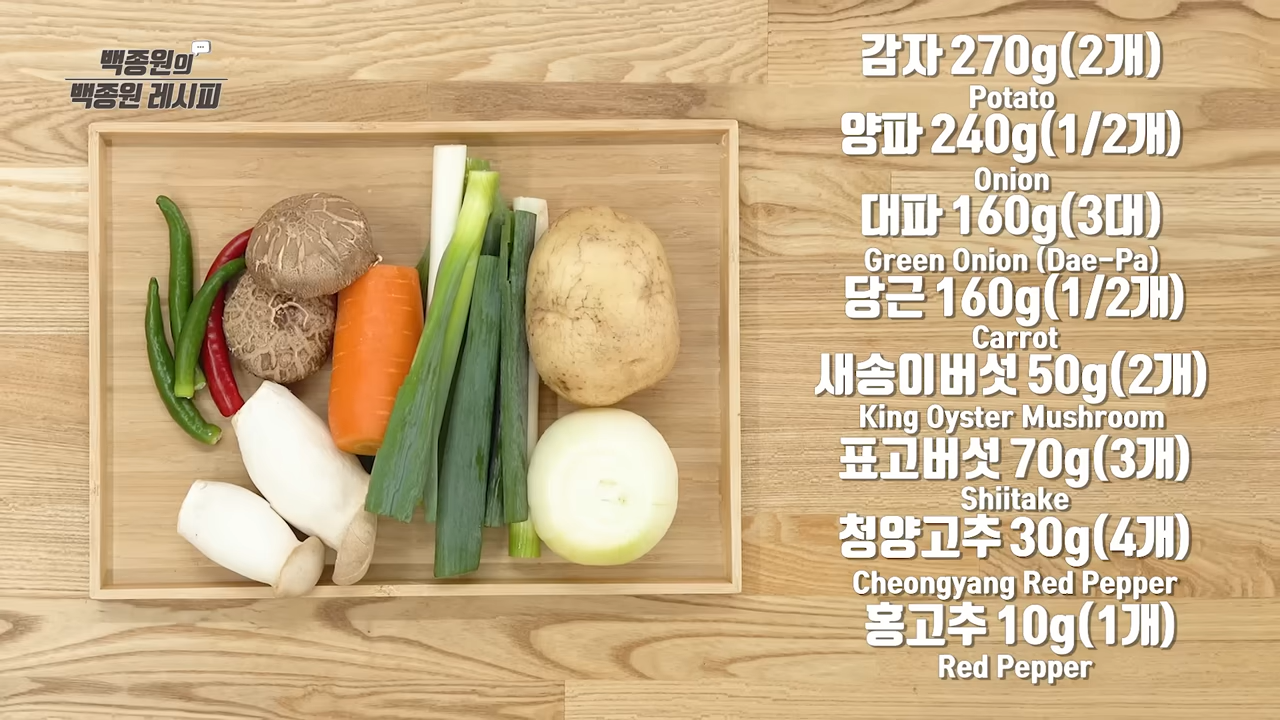 백종원의
백종원 레시피
감자 270g(2개)
Potato
양파 240g(1/2개)
Onion
대파 160g(3대)
Green Onion (Dae-Pa)
당근 160g(1/2개)
Carrot
새송이버섯 50g(2개)
King Oyster Mushroom
표고버섯 70g(3개)
Shiitake
청양고추 30g(4개)
Cheongyang Red Pepper
홍고추 10g(1개)
Red Pepper